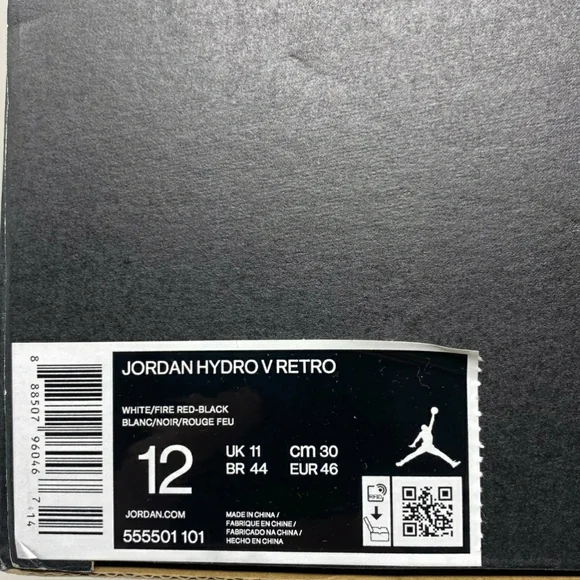 JORDAN HYDRO V RETRO
WHITE/FIRE RED-BLACK
BLANC/NOIR/ROUGE FEU
12
UK 11 cm 30
BR 44 EUR 46
JORDAN.COM
555501 101
MADE IN CHINA /
FABRIQUE EN CHINE /
FABRICADO NA CHINA /
HECHO EN CHINA
8 88507 96046 7 14